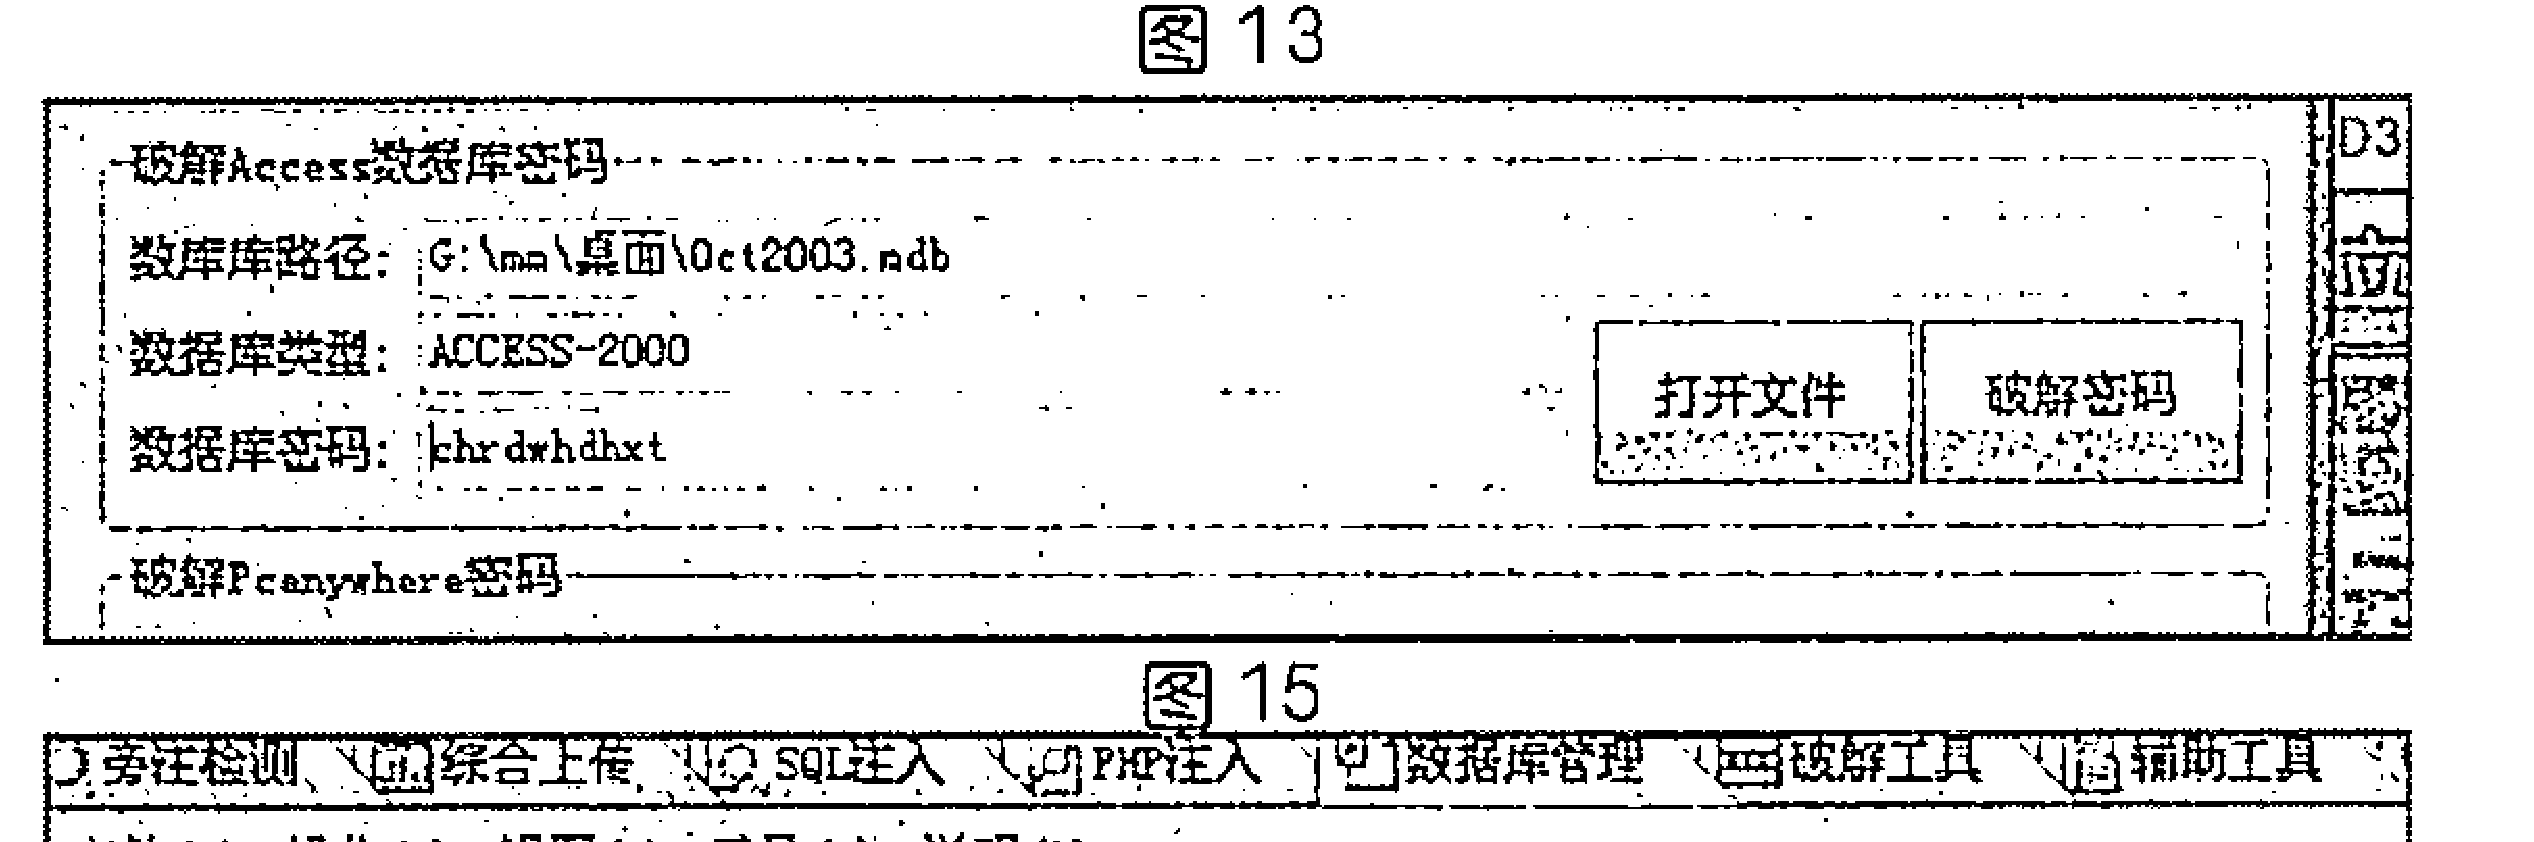 图 13
破解Access数据库密码
D3
数库库路径: G:\mm\桌面\Oct2003.mdb
数据库类型: ACCESS-2000
打开文件 破解密码
数据库密码: chrdwhdhxt
破解Pcanywhere密码
图 15
旁注检测 综合上传 SQL注入 PHP注入 数据库管理 破解工具 辅助工具